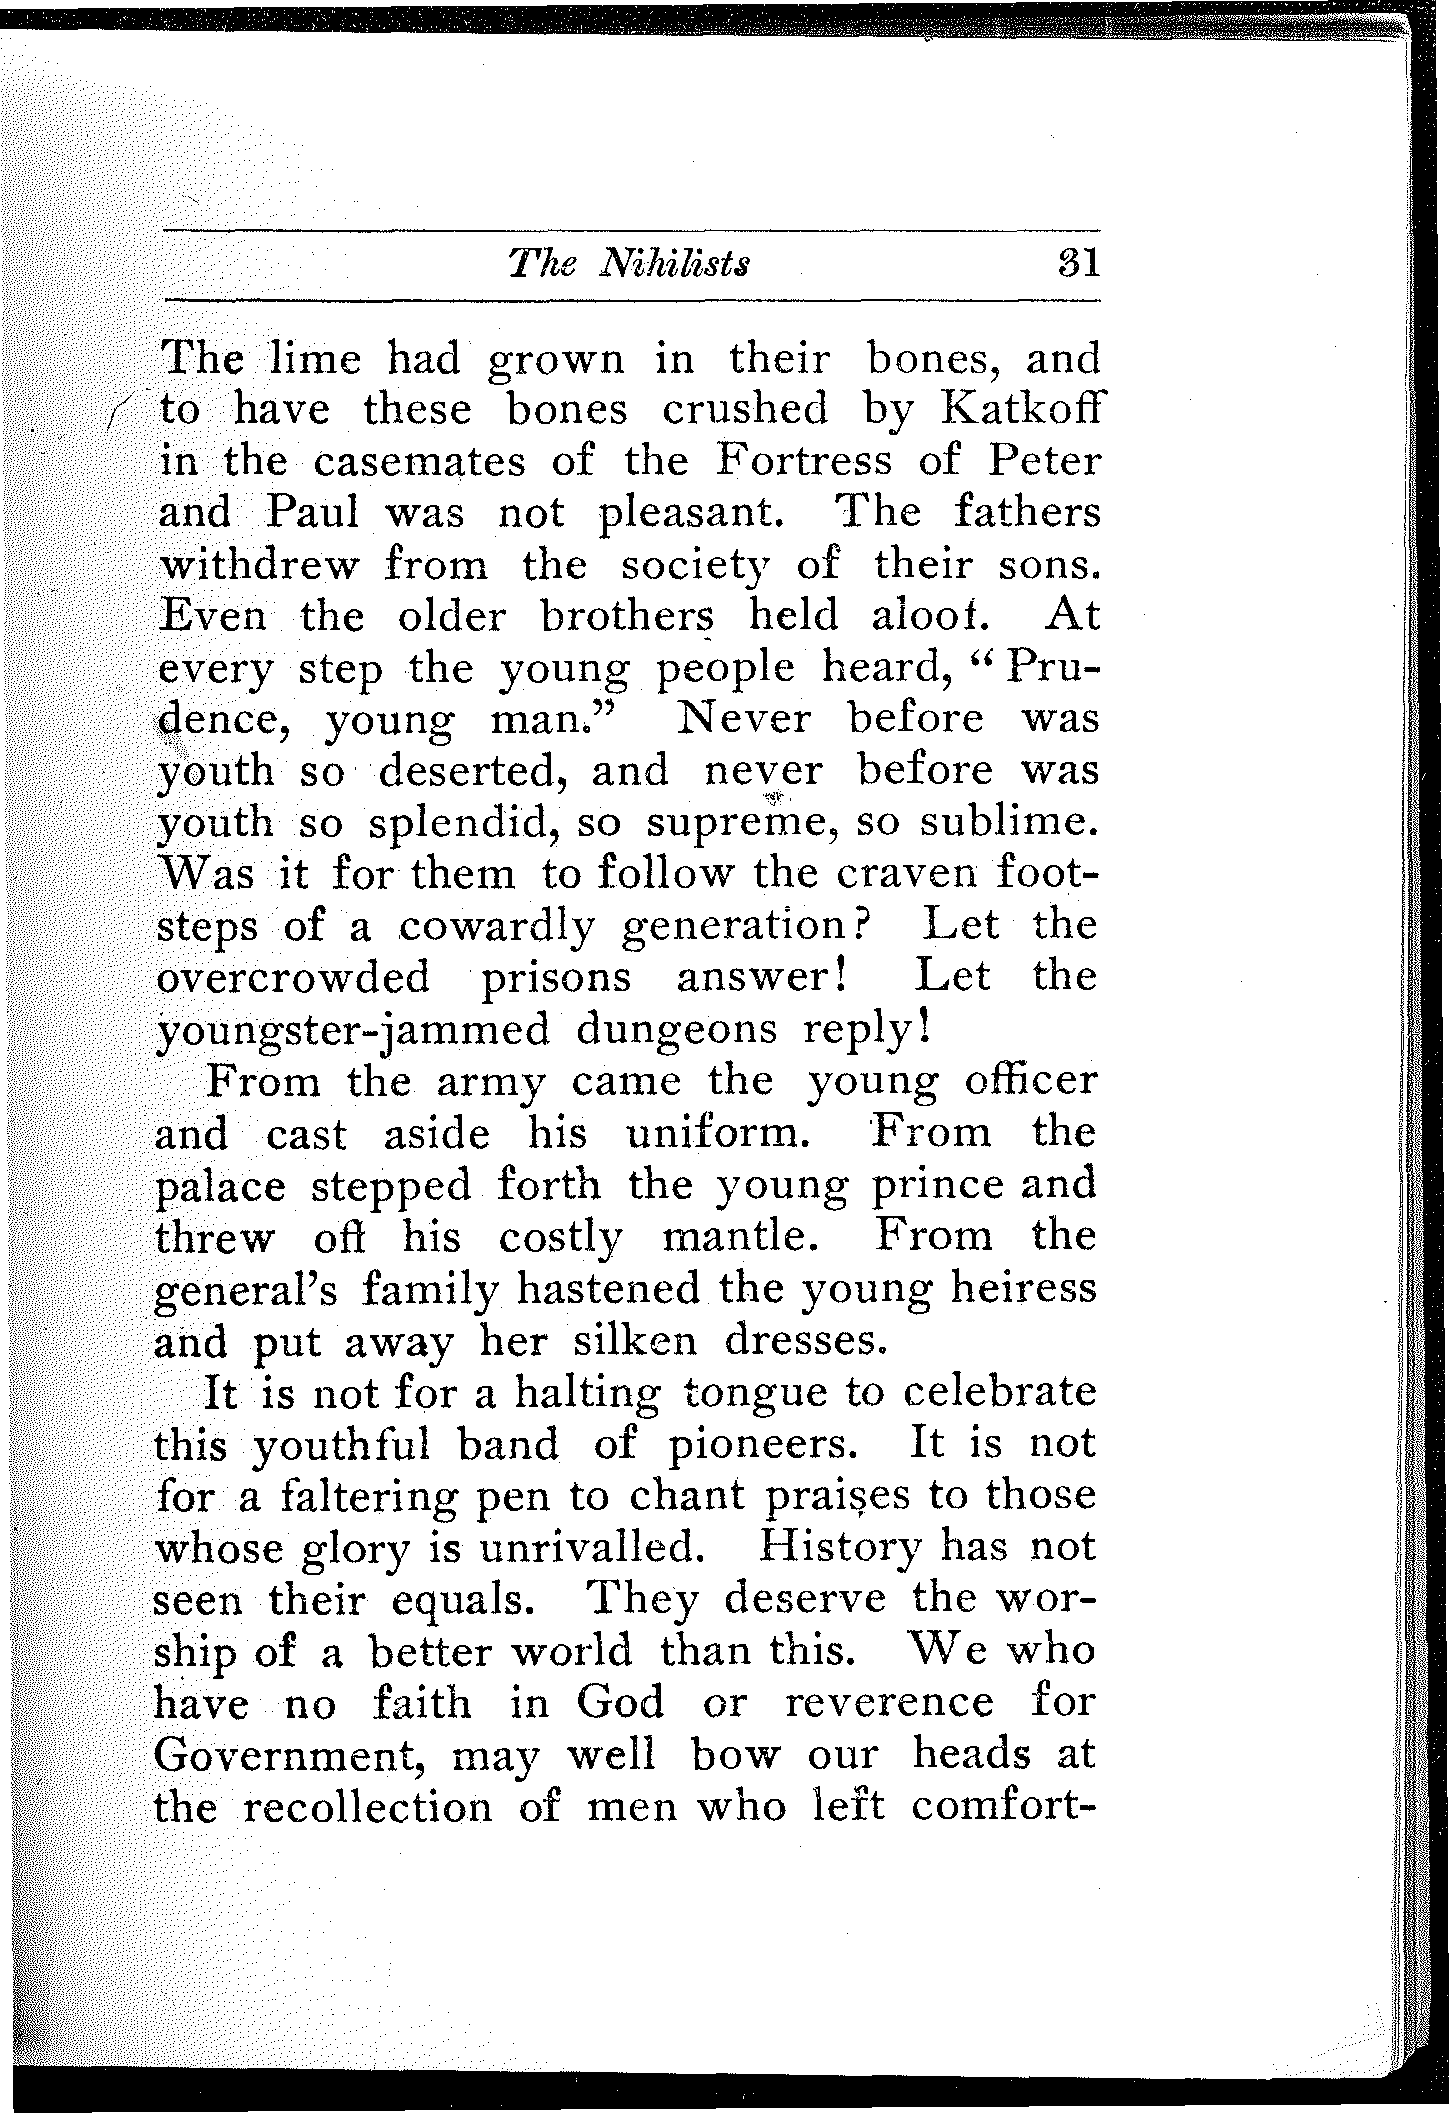 The Nihilists 31
The lime had grown in their bones, and
to have these bones crushed by Katkoff
in the casemates of the Fortress of Peter
and Paul was not pleasant. The fathers
withdrew from the society of their sons.
Even the older brothers held aloof. At
every step the young people heard, “Pru-
dence, young man.” Never before was
youth so deserted, and never before was
youth so splendid, so supreme, so sublime.
Was it for them to follow the craven foot-
steps of a cowardly generation? Let the
overcrowded prisons answer! Let the
youngster-jammed dungeons reply!
From the army came the young officer
and cast aside his uniform. From the
palace stepped forth the young prince and
threw off his costly mantle. From the
general’s family hastened the young heiress
and put away her silken dresses.
It is not for a halting tongue to celebrate
this youthful band of pioneers. It is not
for a faltering pen to chant praises to those
whose glory is unrivalled. History has not
seen their equals. They deserve the wor-
ship of a better world than this. We who
have no faith in God or reverence for
Government, may well bow our heads at
the recollection of men who left comfort-